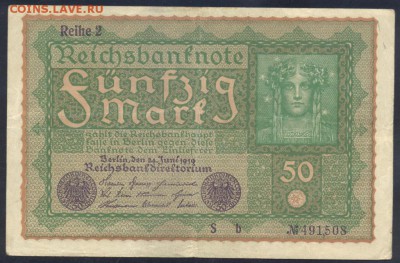 COINS.ЛАVE.RU
Reihe 2
Reichsbanknote
Fünfzig
Mark
zahlt die Reichsbankhaupt
kasse in Berlin gegen diese
Banknote dem Einlieferer
Berlin, den 24. Juni 1919
Reichsbankdirektorium
50
S b
№491508